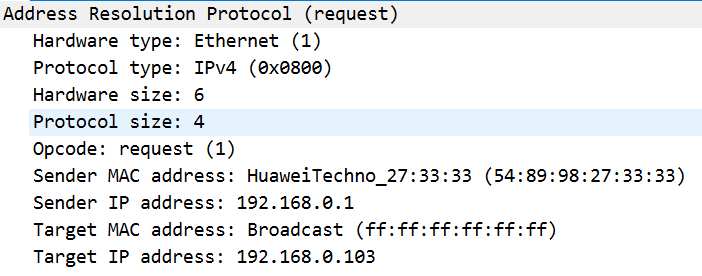 Address Resolution Protocol (request)
Hardware type: Ethernet (1)
Protocol type: IPv4 (0x0800)
Hardware size: 6
Protocol size: 4
Opcode: request (1)
Sender MAC address: HuaweiTechno_27:33:33 (54:89:98:27:33:33)
Sender IP address: 192.168.0.1
Target MAC address: Broadcast (ff:ff:ff:ff:ff:ff)
Target IP address: 192.168.0.103